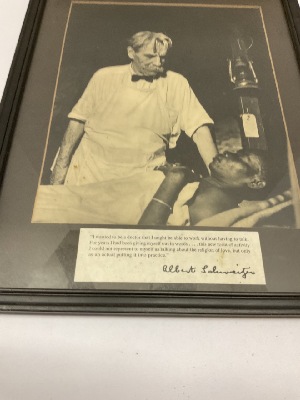 "I wanted to be a doctor that I might be able to work without having to talk.
For years I had been giving myself out in words; . . . this new form of activity
I could not represent to myself as talking about the religion of love, but only
as an actual putting it into practice."
Albert Schweitzer